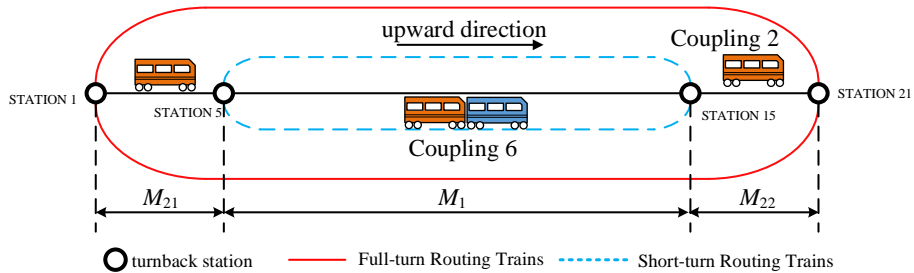 upward direction
Coupling 2
STATION 1
STATION 5
STATION 15
STATION 21
Coupling 6
M21
M1
M22
turnback station
Full-turn Routing Trains
Short-turn Routing Trains